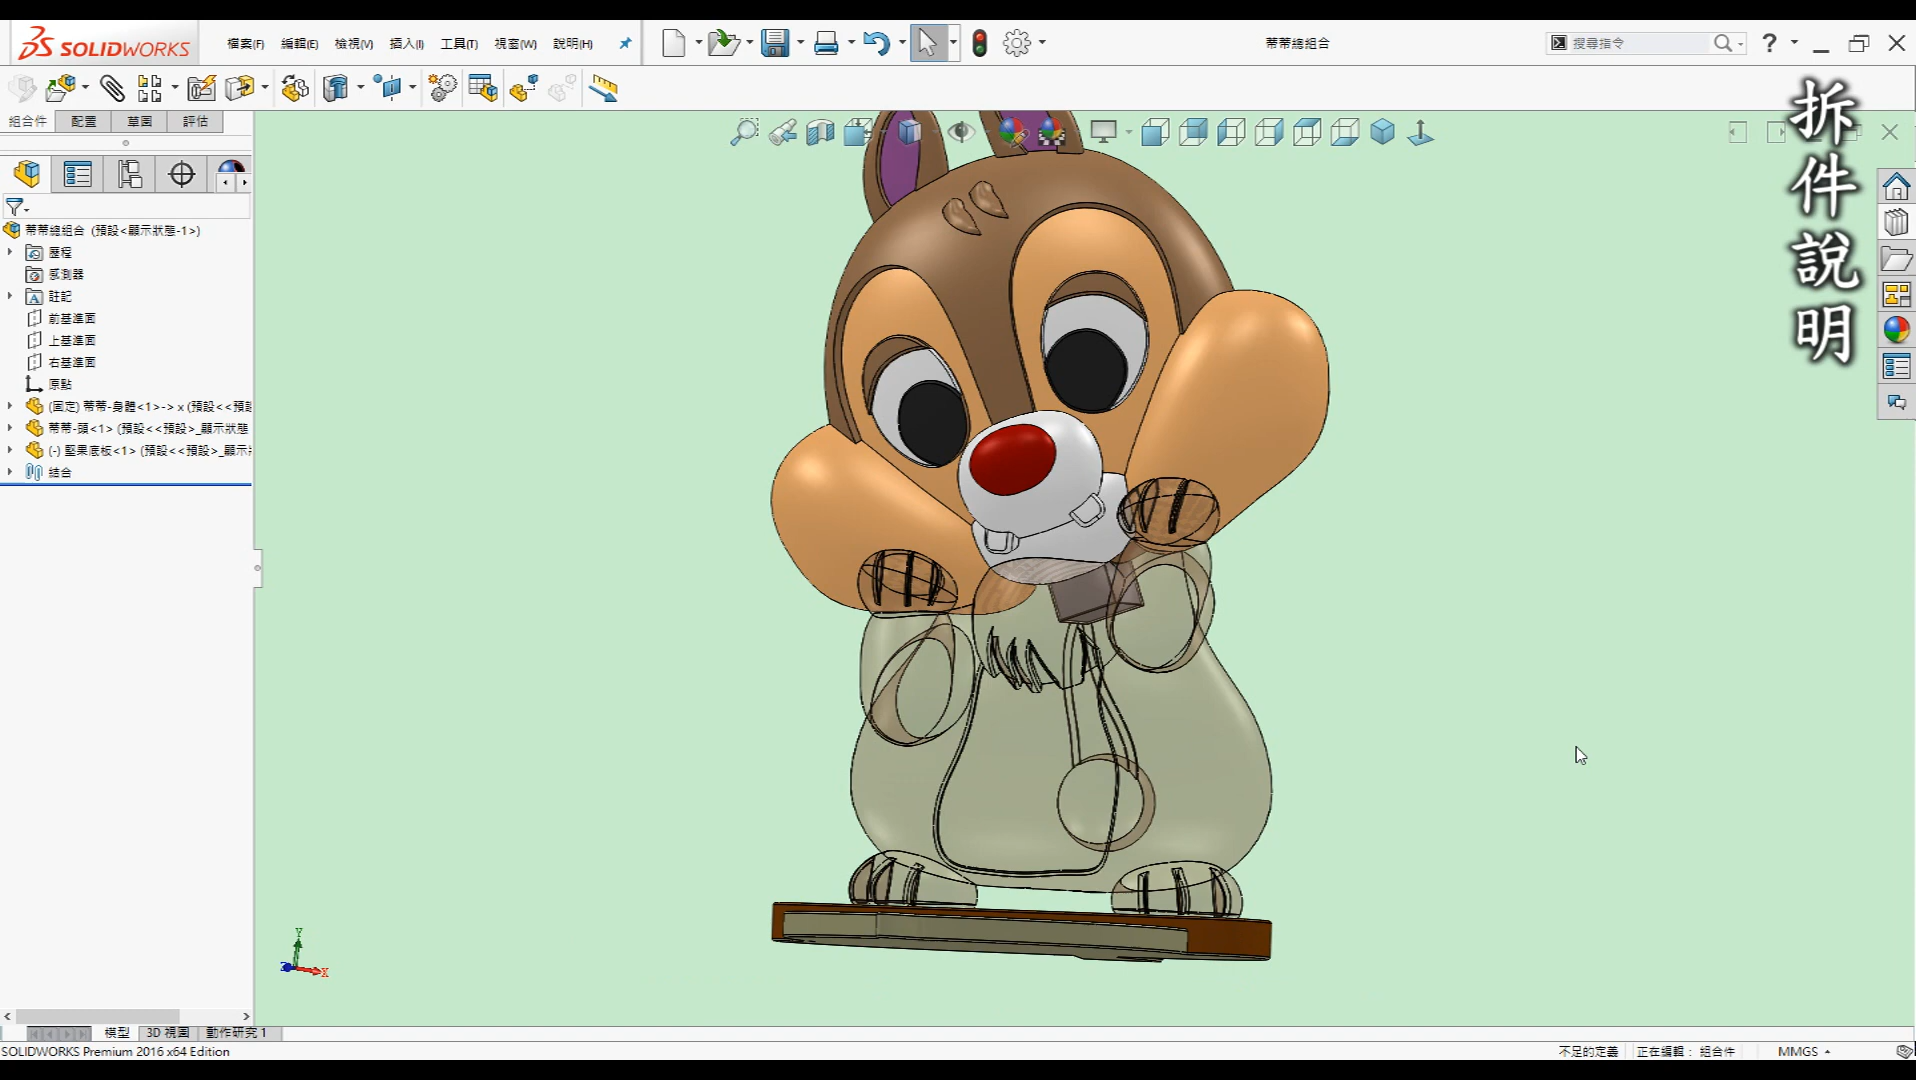 SOLIDWORKS
檔案(F) 編輯(E) 檢視(V) 插入(I) 工具(T) 視窗(W) 說明(H)
蒂蒂總組合
搜尋指令
組合件 配置 草圖 評估
蒂蒂總組合 (預設<顯示狀態-1>)
歷程
感測器
註記
前基準面
上基準面
右基準面
原點
(固定) 蒂蒂-身體<1>-> x (預設<<預設
蒂蒂-頭<1> (預設<<預設>_顯示狀態
(-) 堅果底板<1> (預設<<預設>_顯示
結合
拆件說明
Y
Z
X
模型 3D 視圖 動作研究 1
SOLIDWORKS Premium 2016 x64 Edition
不足的定義 正在編輯： 組合件 MMGS